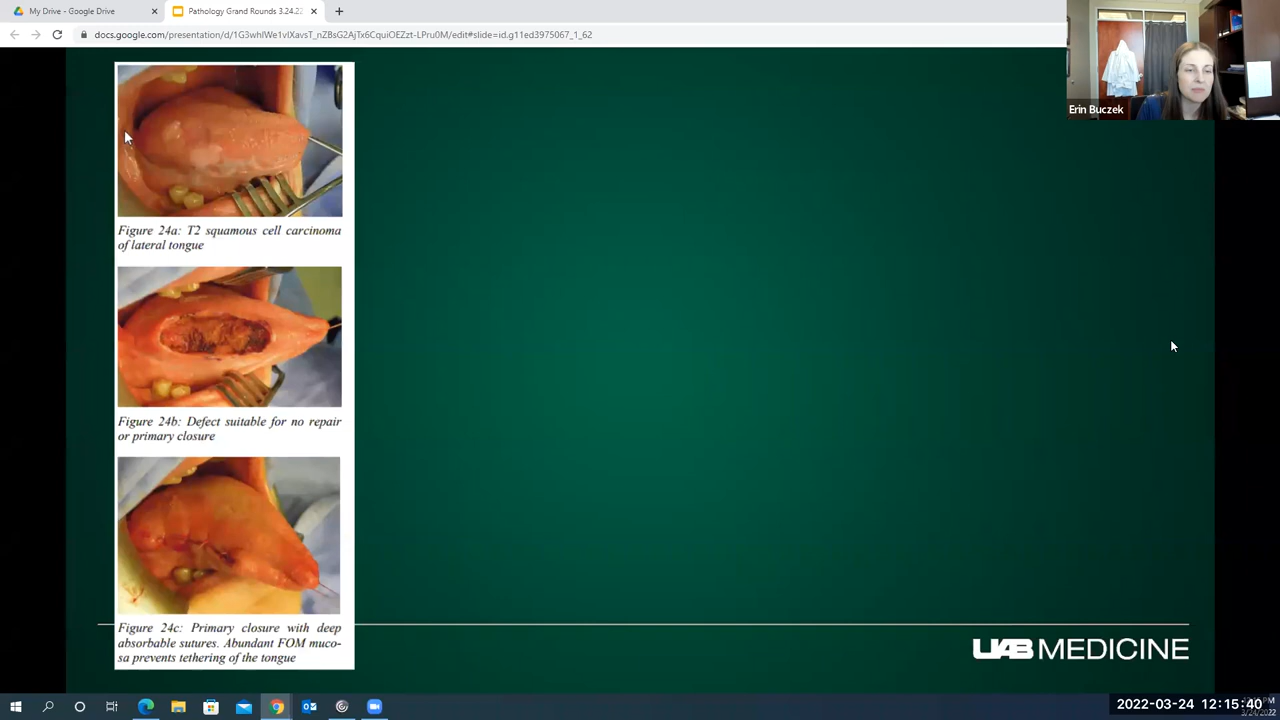 My Drive - Google Drive
Pathology Grand Rounds 3.24.22
docs.google.com/presentation/d/1G3whIWe1vIXavsT_nZBsG2AjTx6CquiOEZzt-LPru0M/edit#slide=id.g11ed3975067_1_62
Erin Buczek
Figure 24a: T2 squamous cell carcinoma
of lateral tongue
Figure 24b: Defect suitable for no repair
or primary closure
Figure 24c: Primary closure with deep
absorbable sutures. Abundant FOM muco-
sa prevents tethering of the tongue
UAB MEDICINE
2022-03-24 12:15:40